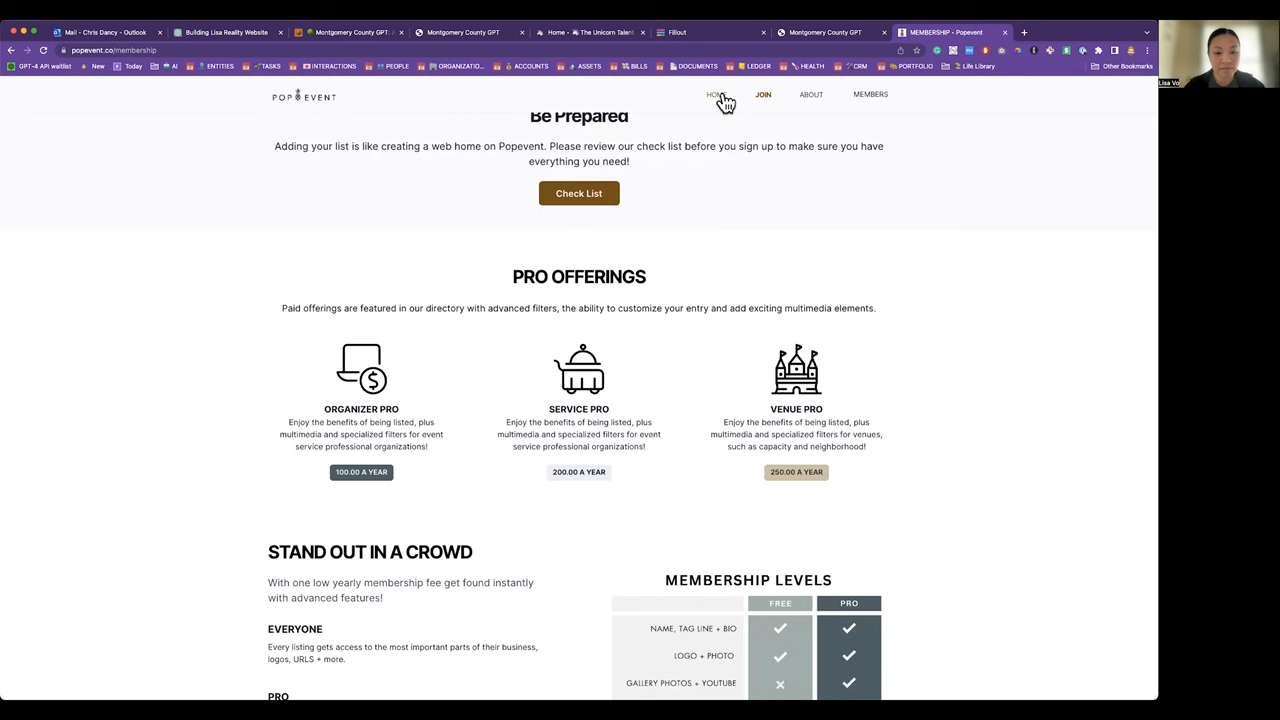 Mail - Chris Dancy - Outlook
Building Lisa Reality Website
Montgomery County GPT: A
Montgomery County GPT
Home - 🦄 The Unicorn Talent
Fillout
Montgomery County GPT
MEMBERSHIP - Popevent
popevent.co/membership
GPT-4 API waitlist
New
Today
AI
ENTITIES
TASKS
INTERACTIONS
PEOPLE
ORGANIZATIO...
ACCOUNTS
ASSETS
BILLS
DOCUMENTS
LEDGER
HEALTH
CRM
PORTFOLIO
Life Library
Other Bookmarks
Lisa Vo
POP EVENT
HOME
JOIN
ABOUT
MEMBERS
Be Prepared
Adding your list is like creating a web home on Popevent. Please review our check list before you sign up to make sure you have
everything you need!
Check List
PRO OFFERINGS
Paid offerings are featured in our directory with advanced filters, the ability to customize your entry and add exciting multimedia elements.
ORGANIZER PRO
Enjoy the benefits of being listed, plus
multimedia and specialized filters for event
service professional organizations!
100.00 A YEAR
SERVICE PRO
Enjoy the benefits of being listed, plus
multimedia and specialized filters for event
service professional organizations!
200.00 A YEAR
VENUE PRO
Enjoy the benefits of being listed, plus
multimedia and specialized filters for venues,
such as capacity and neighborhood!
250.00 A YEAR
STAND OUT IN A CROWD
With one low yearly membership fee get found instantly
with advanced features!
EVERYONE
Every listing gets access to the most important parts of their business,
logos, URLS + more.
PRO
MEMBERSHIP LEVELS
FREE
PRO
NAME, TAG LINE + BIO
LOGO + PHOTO
GALLERY PHOTOS + YOUTUBE